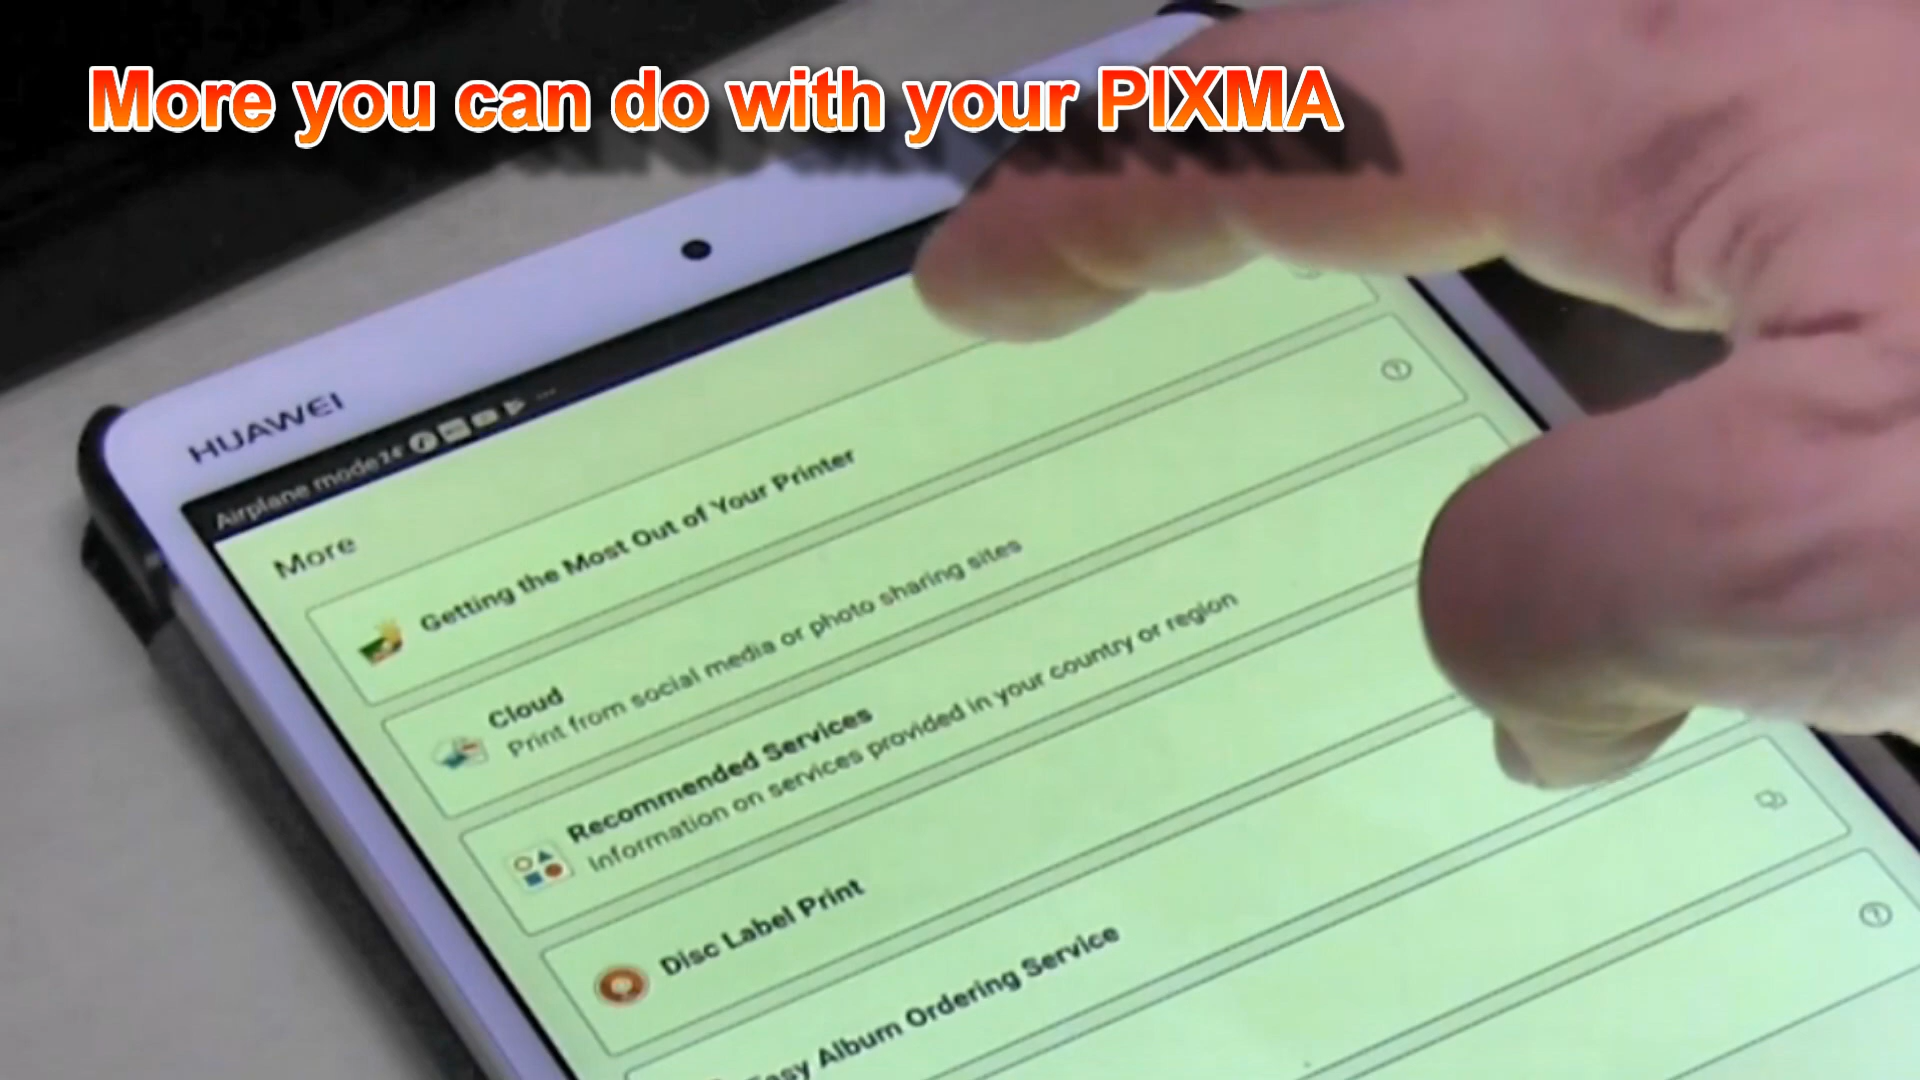 More you can do with your PIXMA
HUAWEI
Airplane mode
More
Getting the Most Out of Your Printer
Cloud
Print from social media or photo sharing sites
Recommended Services
Information on services provided in your country or region
Disc Label Print
Easy Album Ordering Service